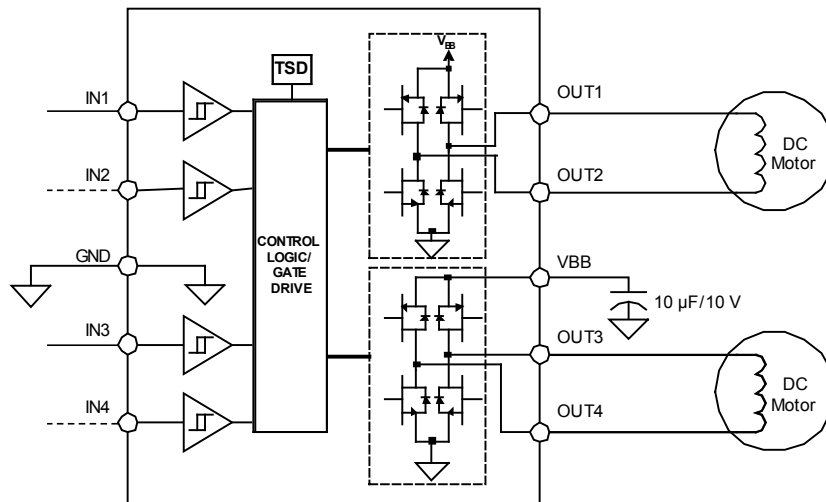 V_BB
TSD
IN1
OUT1
DC
Motor
IN2
OUT2
GND
CONTROL
LOGIC/
GATE
DRIVE
VBB
10 µF/10 V
IN3
OUT3
DC
Motor
IN4
OUT4